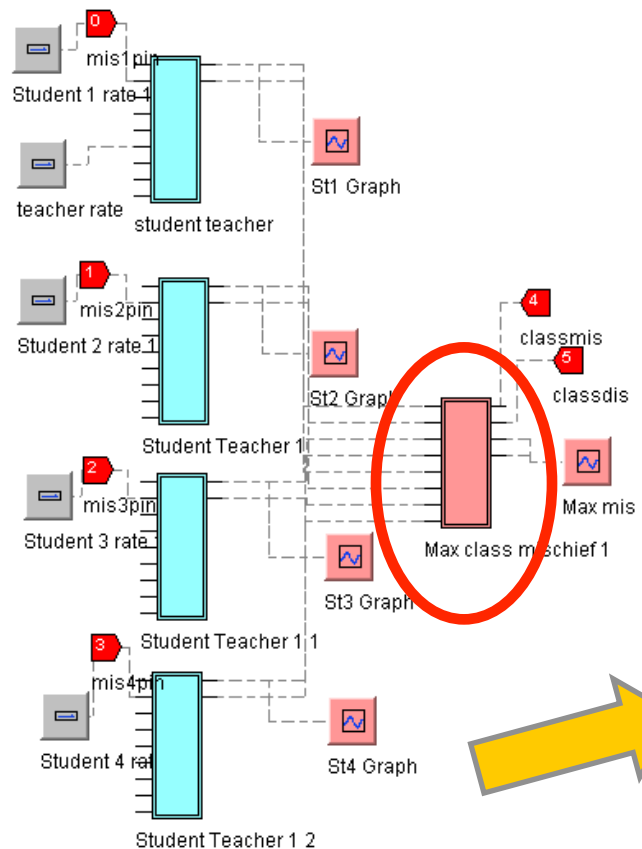 0
mis1pin
Student 1 rate 1
St1 Graph
teacher rate
student teacher
1
mis2pin
Student 2 rate 1
4
classmis
5
classdis
St2 Graph
Student Teacher 1
2
mis3pin
Max mis
Student 3 rate
Max class mischief 1
St3 Graph
Student Teacher 1 1
3
mis4pin
Student 4 rat
St4 Graph
Student Teacher 1 2